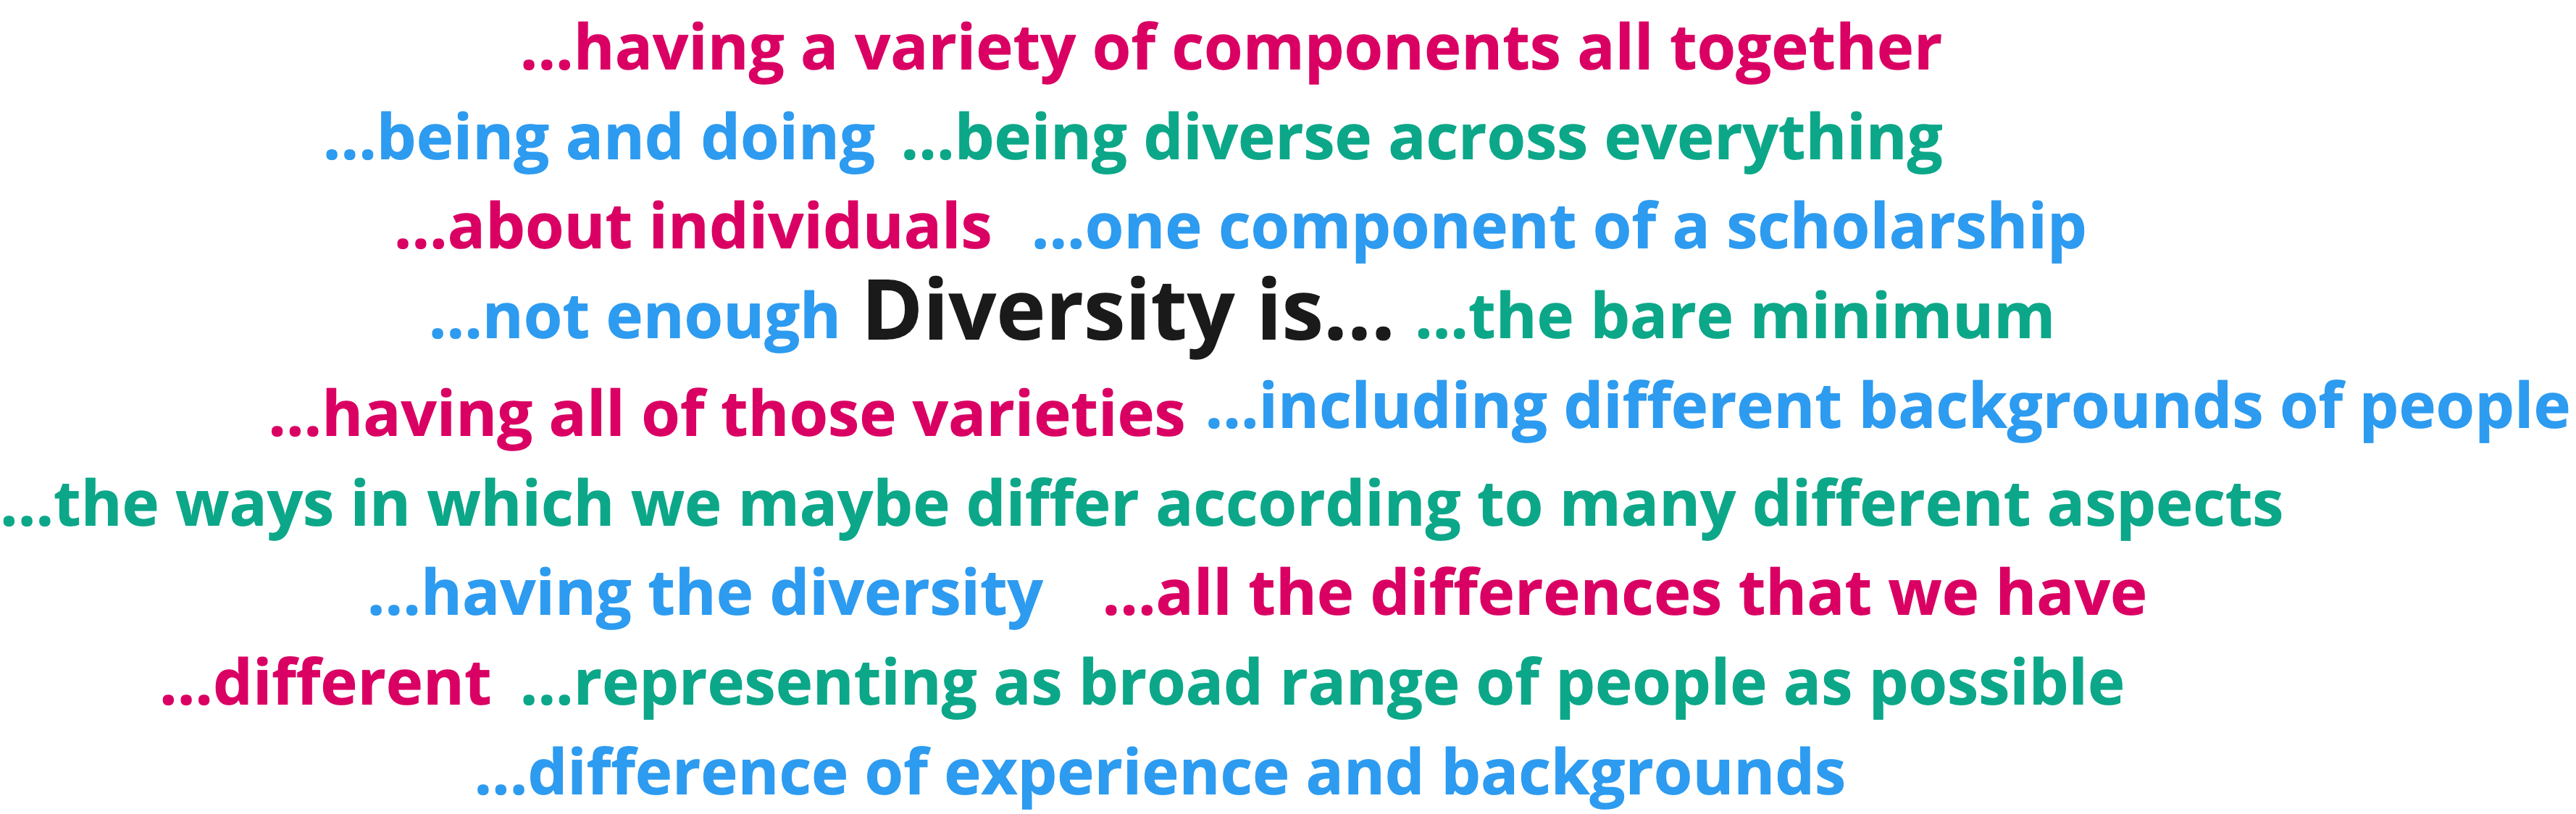 ...having a variety of components all together
...being and doing ...being diverse across everything
...about individuals ...one component of a scholarship
...not enough Diversity is... ...the bare minimum
...having all of those varieties ...including different backgrounds of people
...the ways in which we maybe differ according to many different aspects
...having the diversity ...all the differences that we have
...different ...representing as broad range of people as possible
...difference of experience and backgrounds